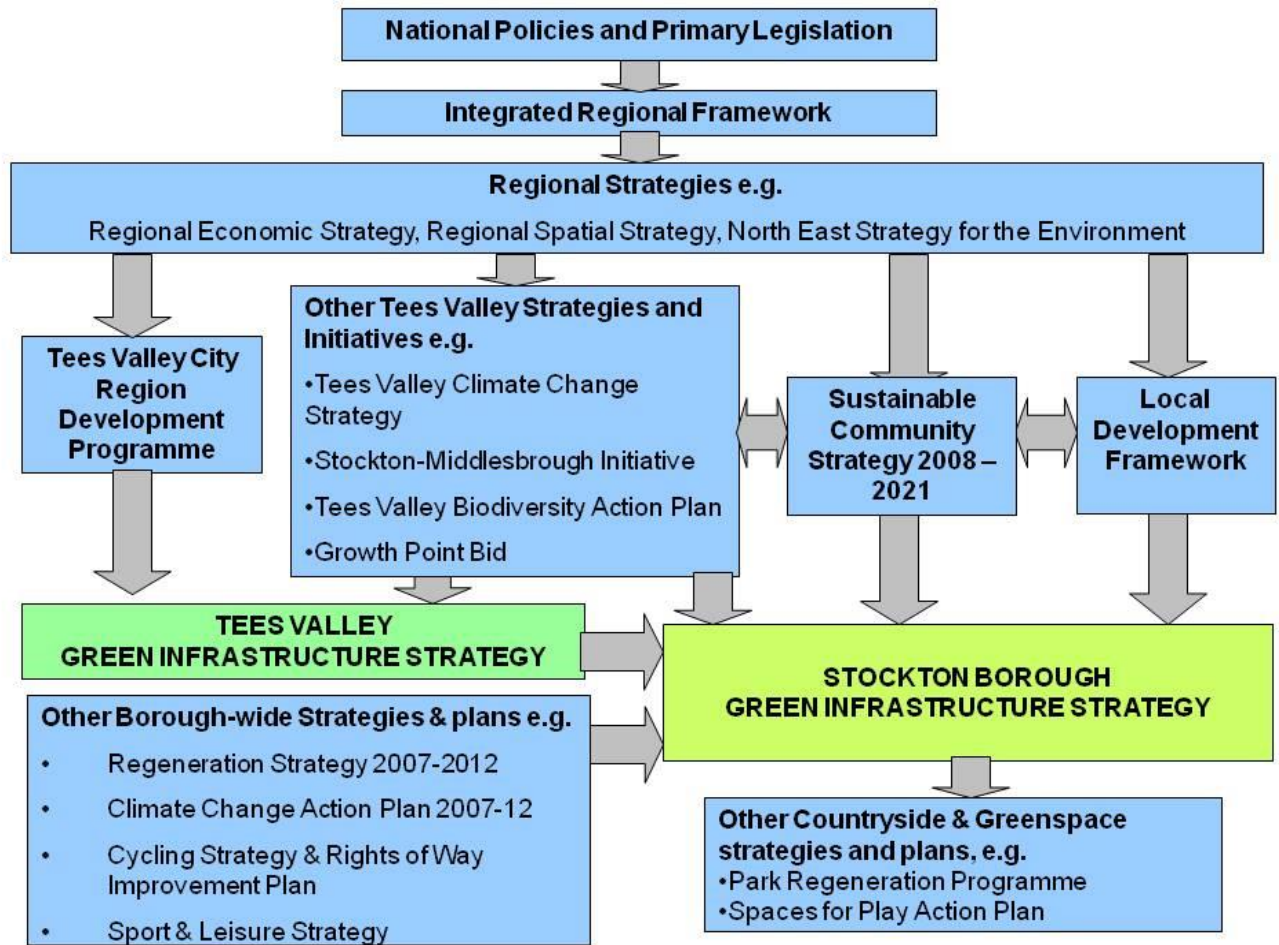 National Policies and Primary Legislation
Integrated Regional Framework
Regional Strategies e.g.
Regional Economic Strategy, Regional Spatial Strategy, North East Strategy for the Environment
Tees Valley City
Region
Development
Programme
Other Tees Valley Strategies and
Initiatives e.g.
•Tees Valley Climate Change
Strategy
•Stockton-Middlesbrough Initiative
•Tees Valley Biodiversity Action Plan
•Growth Point Bid
Sustainable
Community
Strategy 2008 –
2021
Local
Development
Framework
TEES VALLEY
GREEN INFRASTRUCTURE STRATEGY
STOCKTON BOROUGH
GREEN INFRASTRUCTURE STRATEGY
Other Borough-wide Strategies & plans e.g.
• Regeneration Strategy 2007-2012
• Climate Change Action Plan 2007-12
• Cycling Strategy & Rights of Way
Improvement Plan
• Sport & Leisure Strategy
Other Countryside & Greenspace
strategies and plans, e.g.
•Park Regeneration Programme
•Spaces for Play Action Plan